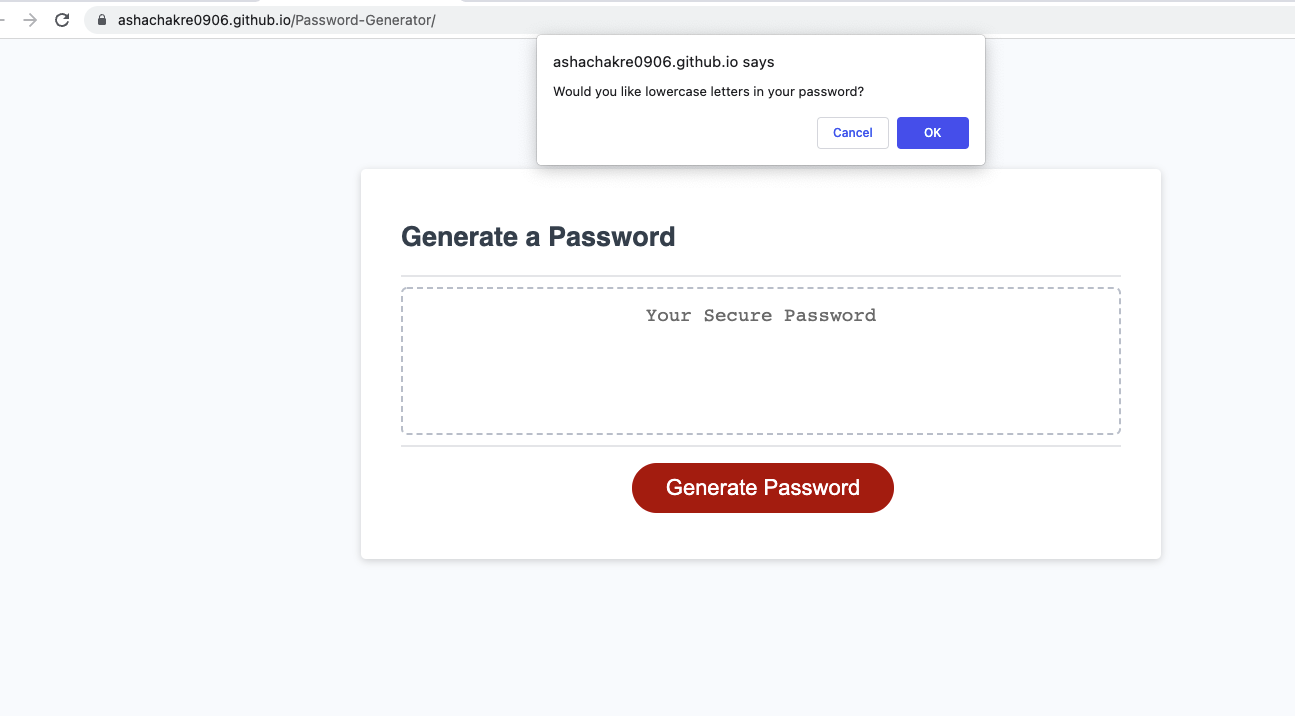 ashachakre0906.github.io/Password-Generator/
ashachakre0906.github.io says
Would you like lowercase letters in your password?
Cancel OK
Generate a Password
Your Secure Password
Generate Password